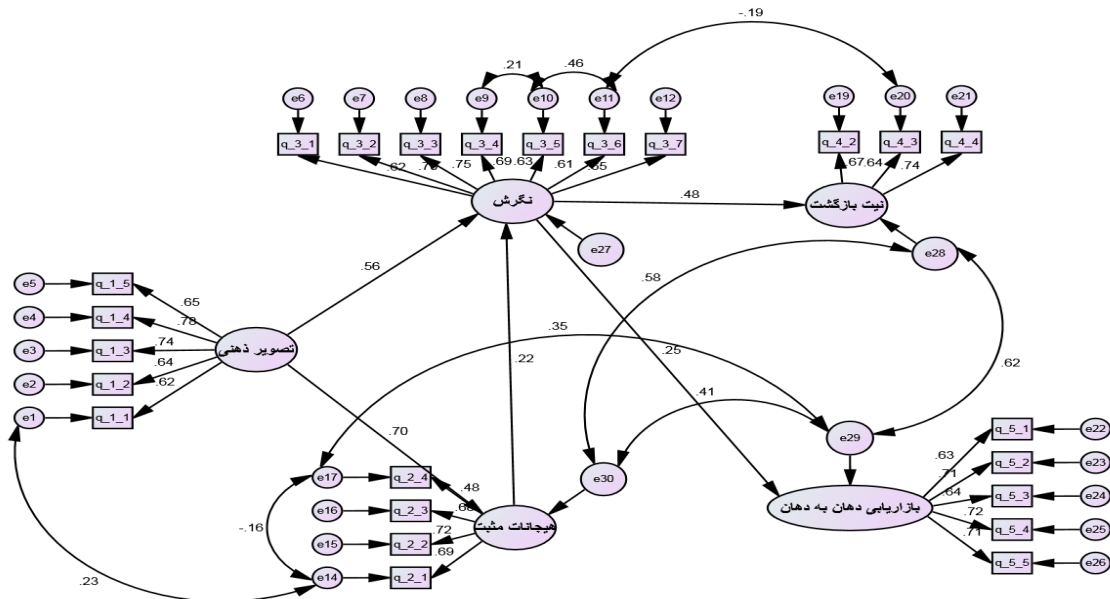 -.19
.21
.46
e6 e7 e8 e9 e10 e11 e12
e19 e20 e21
q_3_1 q_3_2 q_3_3 q_3_4 q_3_5 q_3_6 q_3_7
q_4_2 q_4_3 q_4_4
.62 .75 .69 .63 .61
.67 .64 .74
نگرش
.48
نیت بازگشت
e27
e28
.56
.58
e5 q_1_5
.65
e4 q_1_4
.78
e3 q_1_3
.74
تصویر ذهنی
e2 q_1_2
.64
.62
e1 q_1_1
.22
.35
.25
.62
.41
.70
e29
q_5_1 e22
.63
q_5_2 e23
.71
q_5_3 e24
.64
q_5_4 e25
.72
q_5_5 e26
.71
بازاریابی دهان به دهان
e17 q_2_4
.48
e30
e16 q_2_3
هیجانات مثبت
e15 q_2_2
.72
-.16
.69
e14 q_2_1
.23